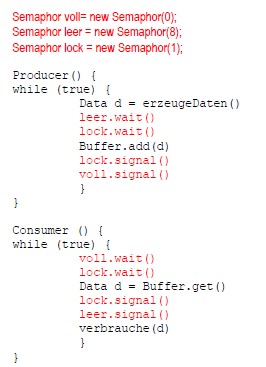 Semaphor voll= new Semaphor(0);
Semaphor leer = new Semaphor(8);
Semaphor lock = new Semaphor(1);
Producer() {
while (true) {
Data d = erzeugeDaten()
leer.wait()
lock.wait()
Buffer.add(d)
lock.signal()
voll.signal()
}
}
Consumer () {
while (true) {
voll.wait()
lock.wait()
Data d = Buffer.get()
lock.signal()
leer.signal()
verbrauche(d)
}
}